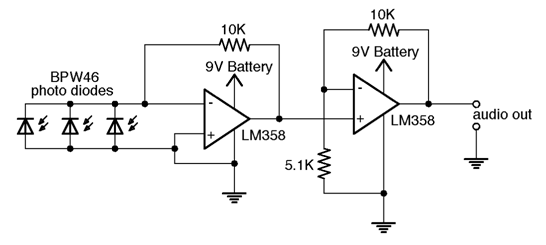 10K
9V Battery
BPW46
photo diodes
-
+
LM358
10K
9V Battery
-
+
LM358
5.1K
audio out